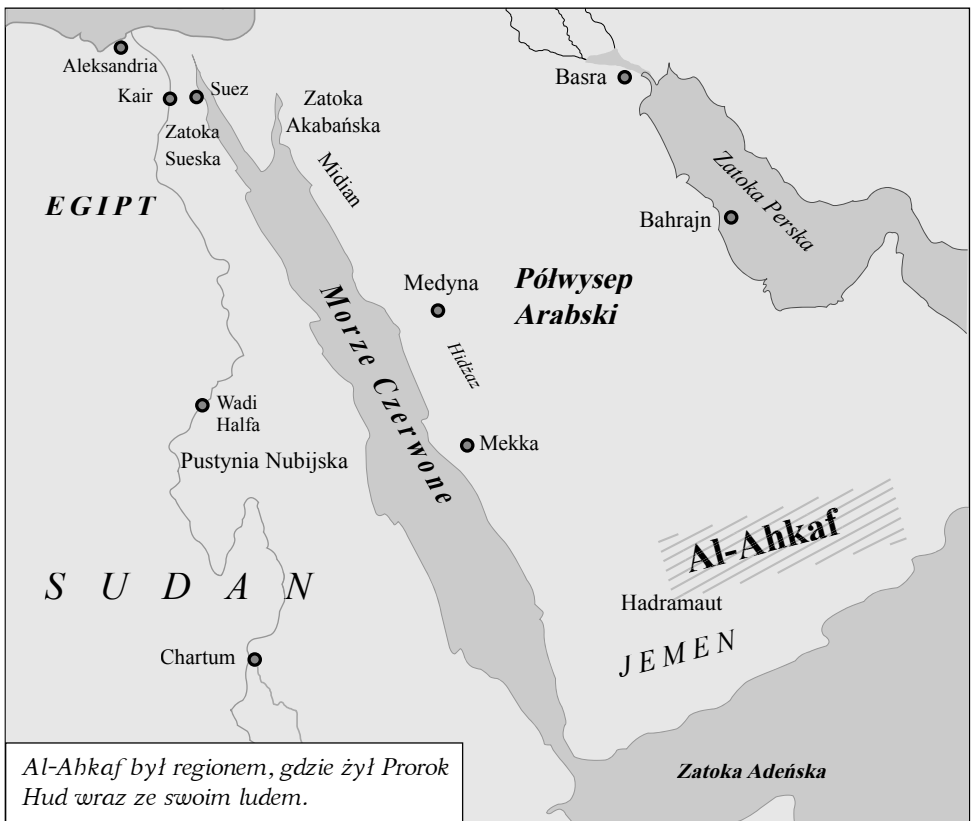 Aleksandria
Kair
Suez
Zatoka
Sueska
Zatoka
Akabańska
Midian
Basra
Zatoka Perska
Bahrajn
EGIPT
Medyna
Półwysep
Arabski
Hidżaz
Morze Czerwone
Wadi
Halfa
Mekka
Pustynia Nubijska
Al-Ahkaf
SUDAN
Hadramaut
JEMEN
Chartum
Zatoka Adeńska
Al-Ahkaf był regionem, gdzie żył Prorok
Hud wraz ze swoim ludem.